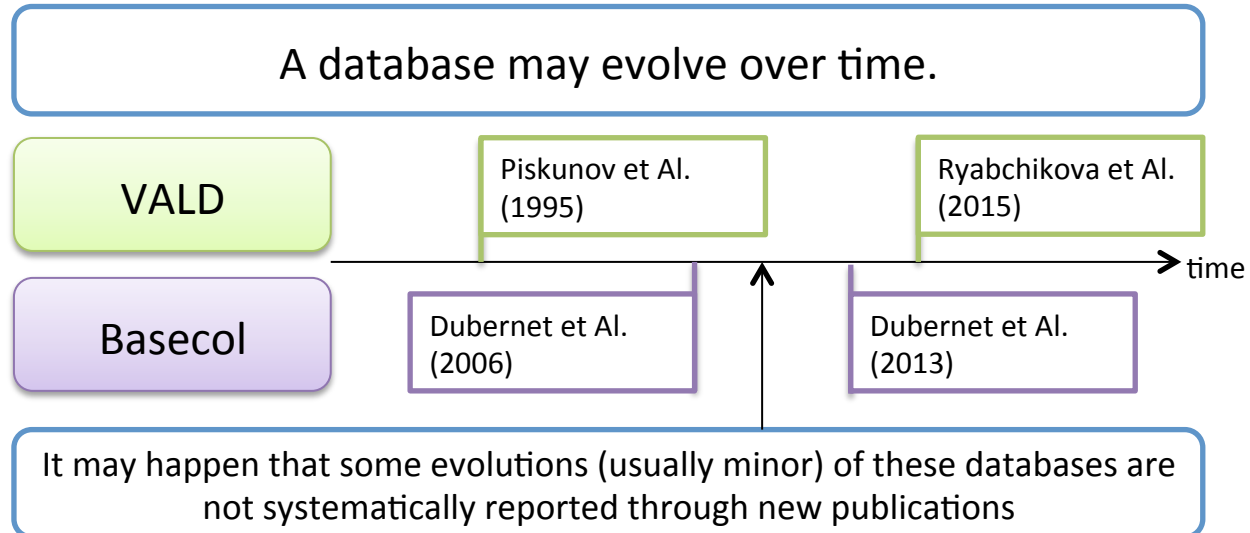 A database may evolve over time.
VALD
Piskunov et Al.
(1995)
Ryabchikova et Al.
(2015)
time
Basecol
Dubernet et Al.
(2006)
Dubernet et Al.
(2013)
It may happen that some evolutions (usually minor) of these databases are
not systematically reported through new publications